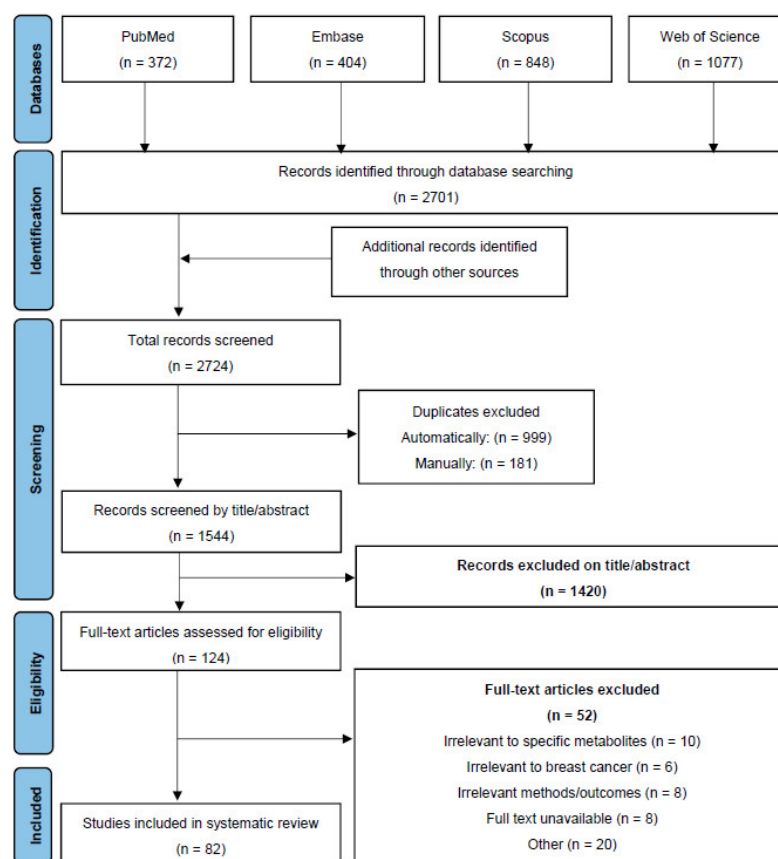 Databases
PubMed
(n = 372)
Embase
(n = 404)
Scopus
(n = 848)
Web of Science
(n = 1077)
Identification
Records identified through database searching
(n = 2701)
Additional records identified
through other sources
Screening
Total records screened
(n = 2724)
Duplicates excluded
Automatically: (n = 999)
Manually: (n = 181)
Records screened by title/abstract
(n = 1544)
Records excluded on title/abstract
(n = 1420)
Eligibility
Full-text articles assessed for eligibility
(n = 124)
Full-text articles excluded
(n = 52)
Irrelevant to specific metabolites (n = 10)
Irrelevant to breast cancer (n = 6)
Irrelevant methods/outcomes (n = 8)
Full text unavailable (n = 8)
Other (n = 20)
Included
Studies included in systematic review
(n = 82)